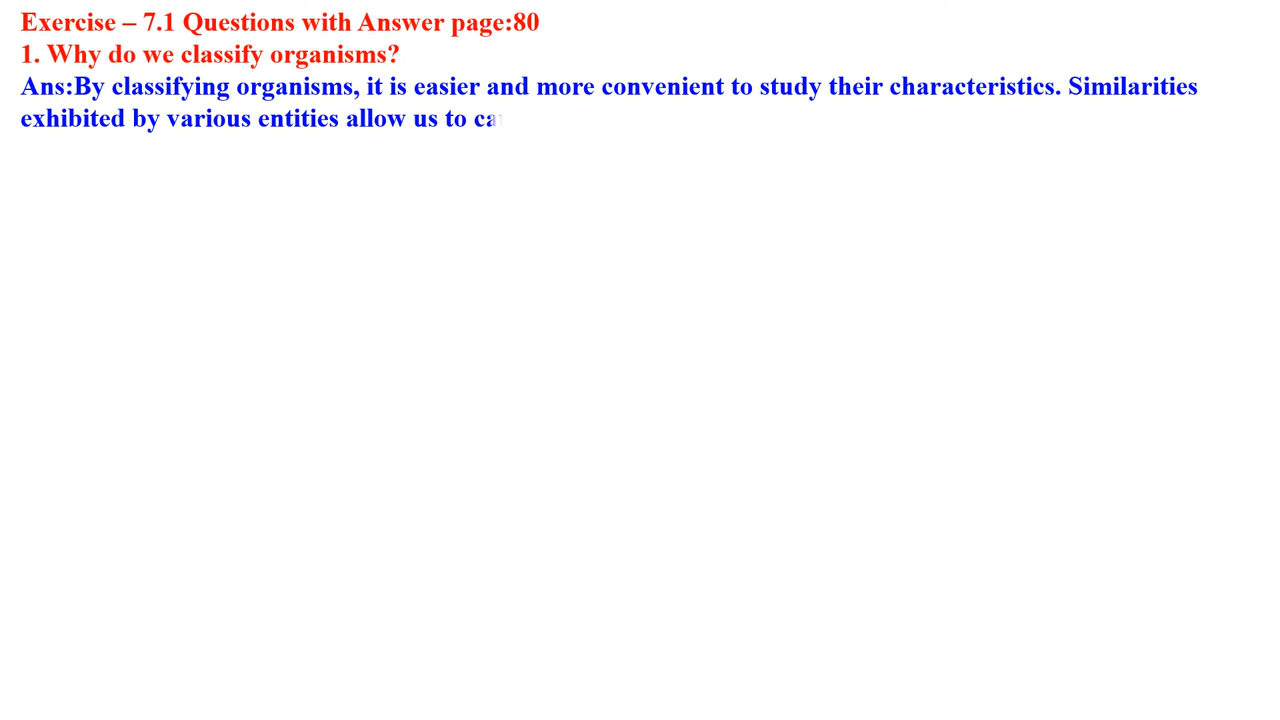 Exercise – 7.1 Questions with Answer page:80
1. Why do we classify organisms?
Ans:By classifying organisms, it is easier and more convenient to study their characteristics. Similarities
exhibited by various entities allow us to